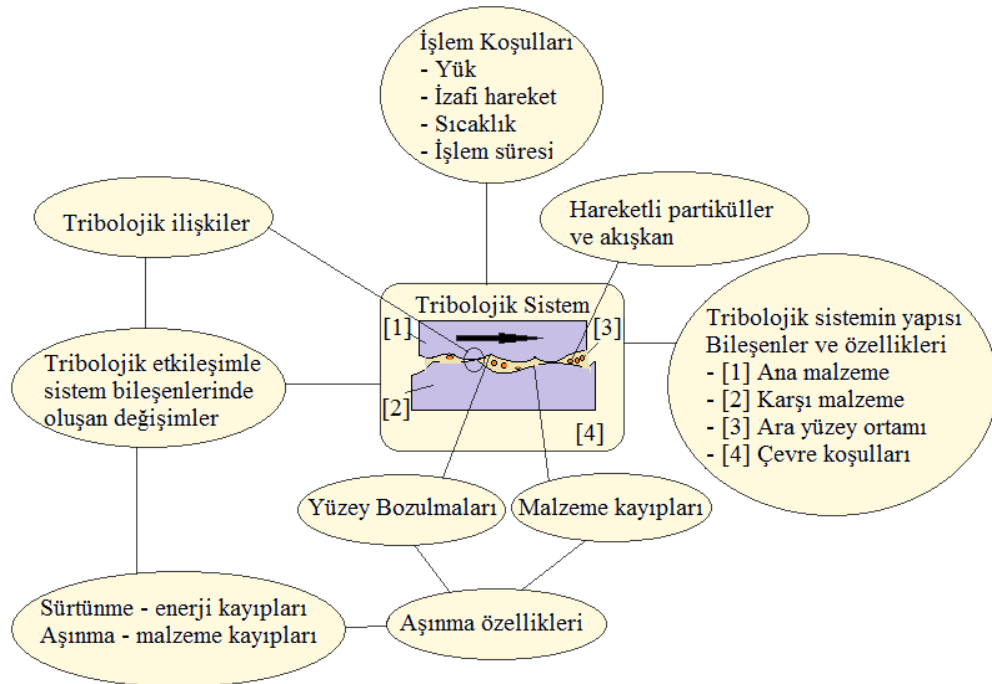 İşlem Koşulları
- Yük
- İzafi hareket
- Sıcaklık
- İşlem süresi
Tribolojik ilişkiler
Hareketli partiküller
ve akışkan
Tribolojik Sistem
[1]
[3]
[2]
[4]
Tribolojik sistemin yapısı
Bileşenler ve özellikleri
- [1] Ana malzeme
- [2] Karşı malzeme
- [3] Ara yüzey ortamı
- [4] Çevre koşulları
Tribolojik etkileşimle
sistem bileşenlerinde
oluşan değişimler
Yüzey Bozulmaları
Malzeme kayıpları
Sürtünme - enerji kayıpları
Aşınma - malzeme kayıpları
Aşınma özellikleri